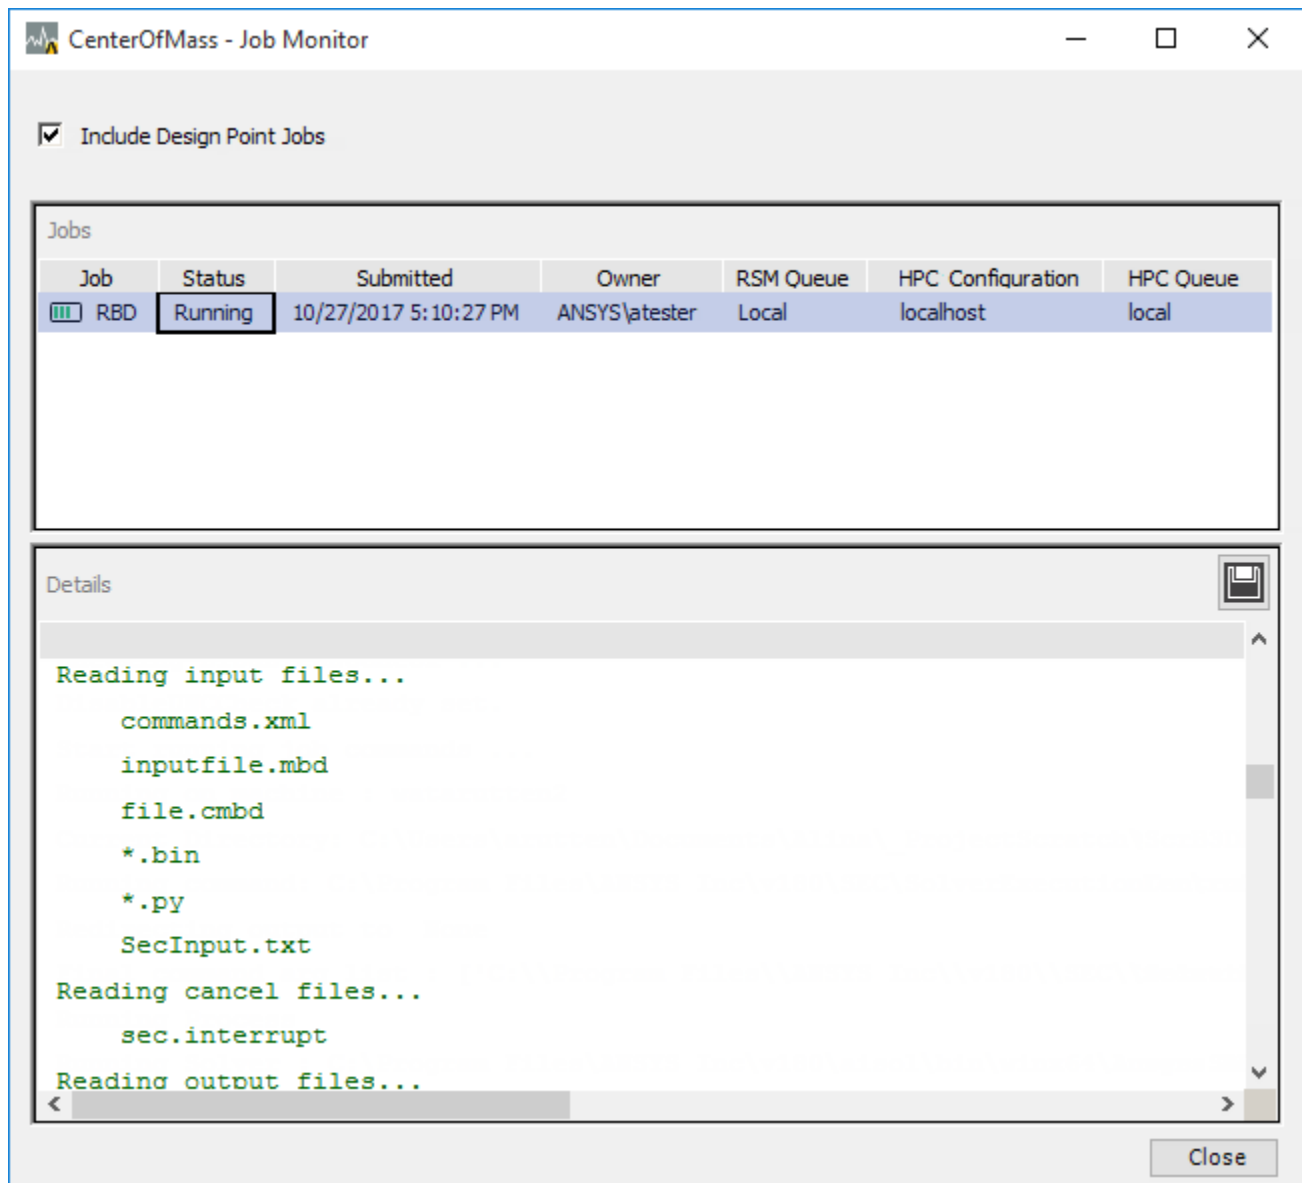 CenterOfMass - Job Monitor
Include Design Point Jobs
Jobs
Job Status Submitted Owner RSM Queue HPC Configuration HPC Queue
RBD Running 10/27/2017 5:10:27 PM ANSYS\atester Local localhost local
Details
Reading input files...
commands.xml
inputfile.mbd
file.cmbd
*.bin
*.py
SecInput.txt
Reading cancel files...
sec.interrupt
Reading output files...
Close